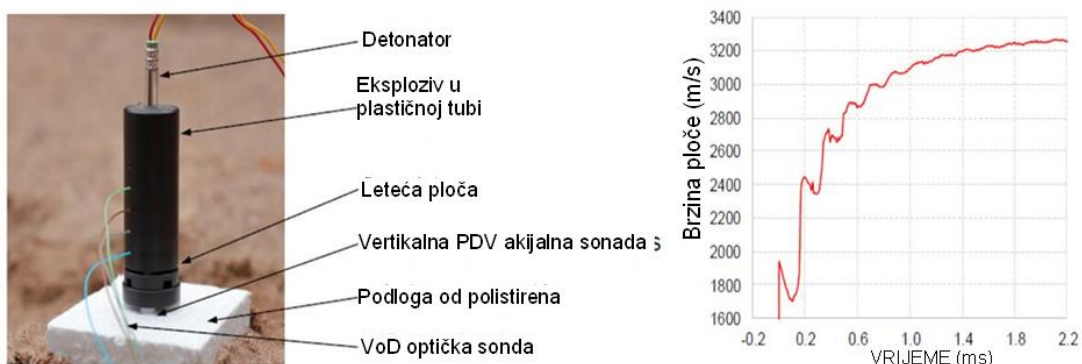 Detonator
Eksploziv u
plastičnoj tubi
Leteća ploča
Vertikalna PDV akijalna sonada s
Podloga od polistirena
VoD optička sonda
Brzina ploče (m/s)
3400
3200
3000
2800
2600
2400
2200
2000
1800
1600
-0.2
0.2
0.6
1.0
1.4
1.8
2.2
VRIJEME (ms)